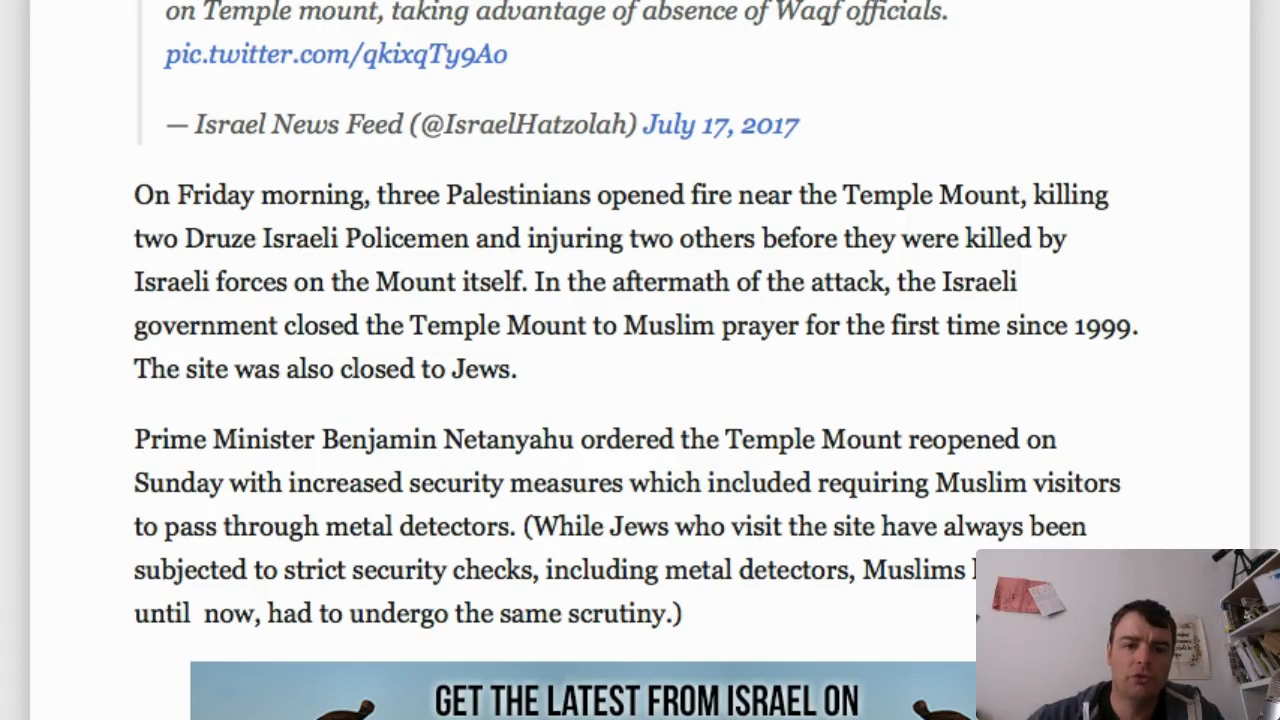 on Temple mount, taking advantage of absence of Waqf officials.
pic.twitter.com/qkixqTy9Ao
— Israel News Feed (@IsraelHatzolah) July 17, 2017
On Friday morning, three Palestinians opened fire near the Temple Mount, killing
two Druze Israeli Policemen and injuring two others before they were killed by
Israeli forces on the Mount itself. In the aftermath of the attack, the Israeli
government closed the Temple Mount to Muslim prayer for the first time since 1999.
The site was also closed to Jews.
Prime Minister Benjamin Netanyahu ordered the Temple Mount reopened on
Sunday with increased security measures which included requiring Muslim visitors
to pass through metal detectors. (While Jews who visit the site have always been
subjected to strict security checks, including metal detectors, Muslims
until now, had to undergo the same scrutiny.)
GET THE LATEST FROM ISRAEL ON